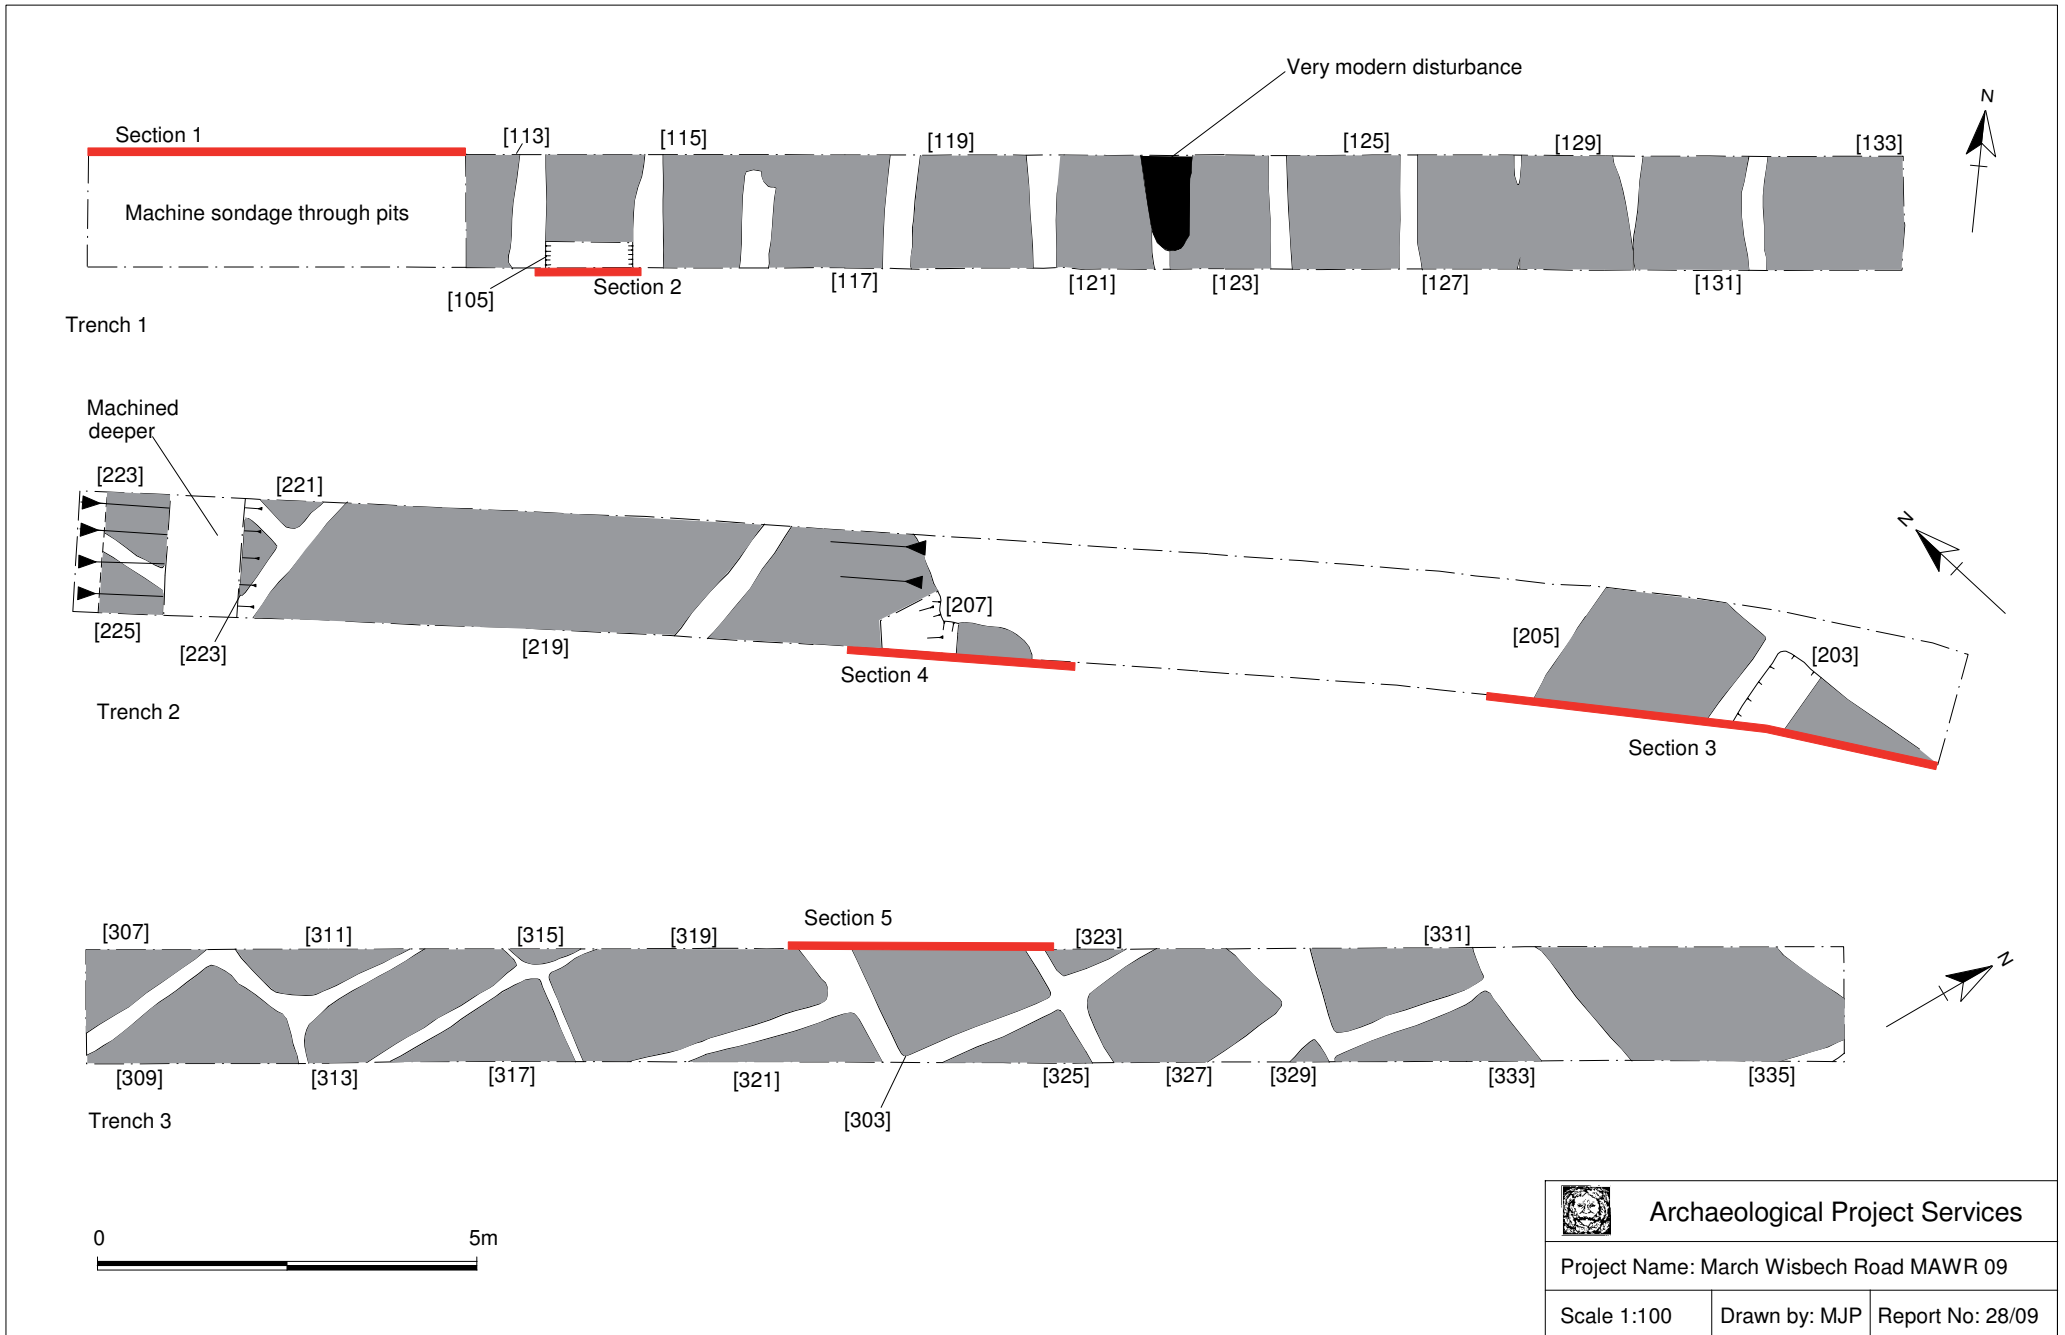 Very modern disturbance
N
Section 1
[113]
[115]
[119]
[125]
[129]
[133]
Machine sondage through pits
[105]
Section 2
[117]
[121]
[123]
[127]
[131]
Trench 1
Machined
deeper
[223]
[221]
N
[207]
[205]
[203]
[225]
[223]
[219]
Section 4
Section 3
Trench 2
Section 5
[307]
[311]
[315]
[319]
[323]
[331]
N
[309]
[313]
[317]
[321]
[303]
[325]
[327]
[329]
[333]
[335]
Trench 3
0
5m
Archaeological Project Services
Project Name: March Wisbech Road MAWR 09
Scale 1:100
Drawn by: MJP
Report No: 28/09